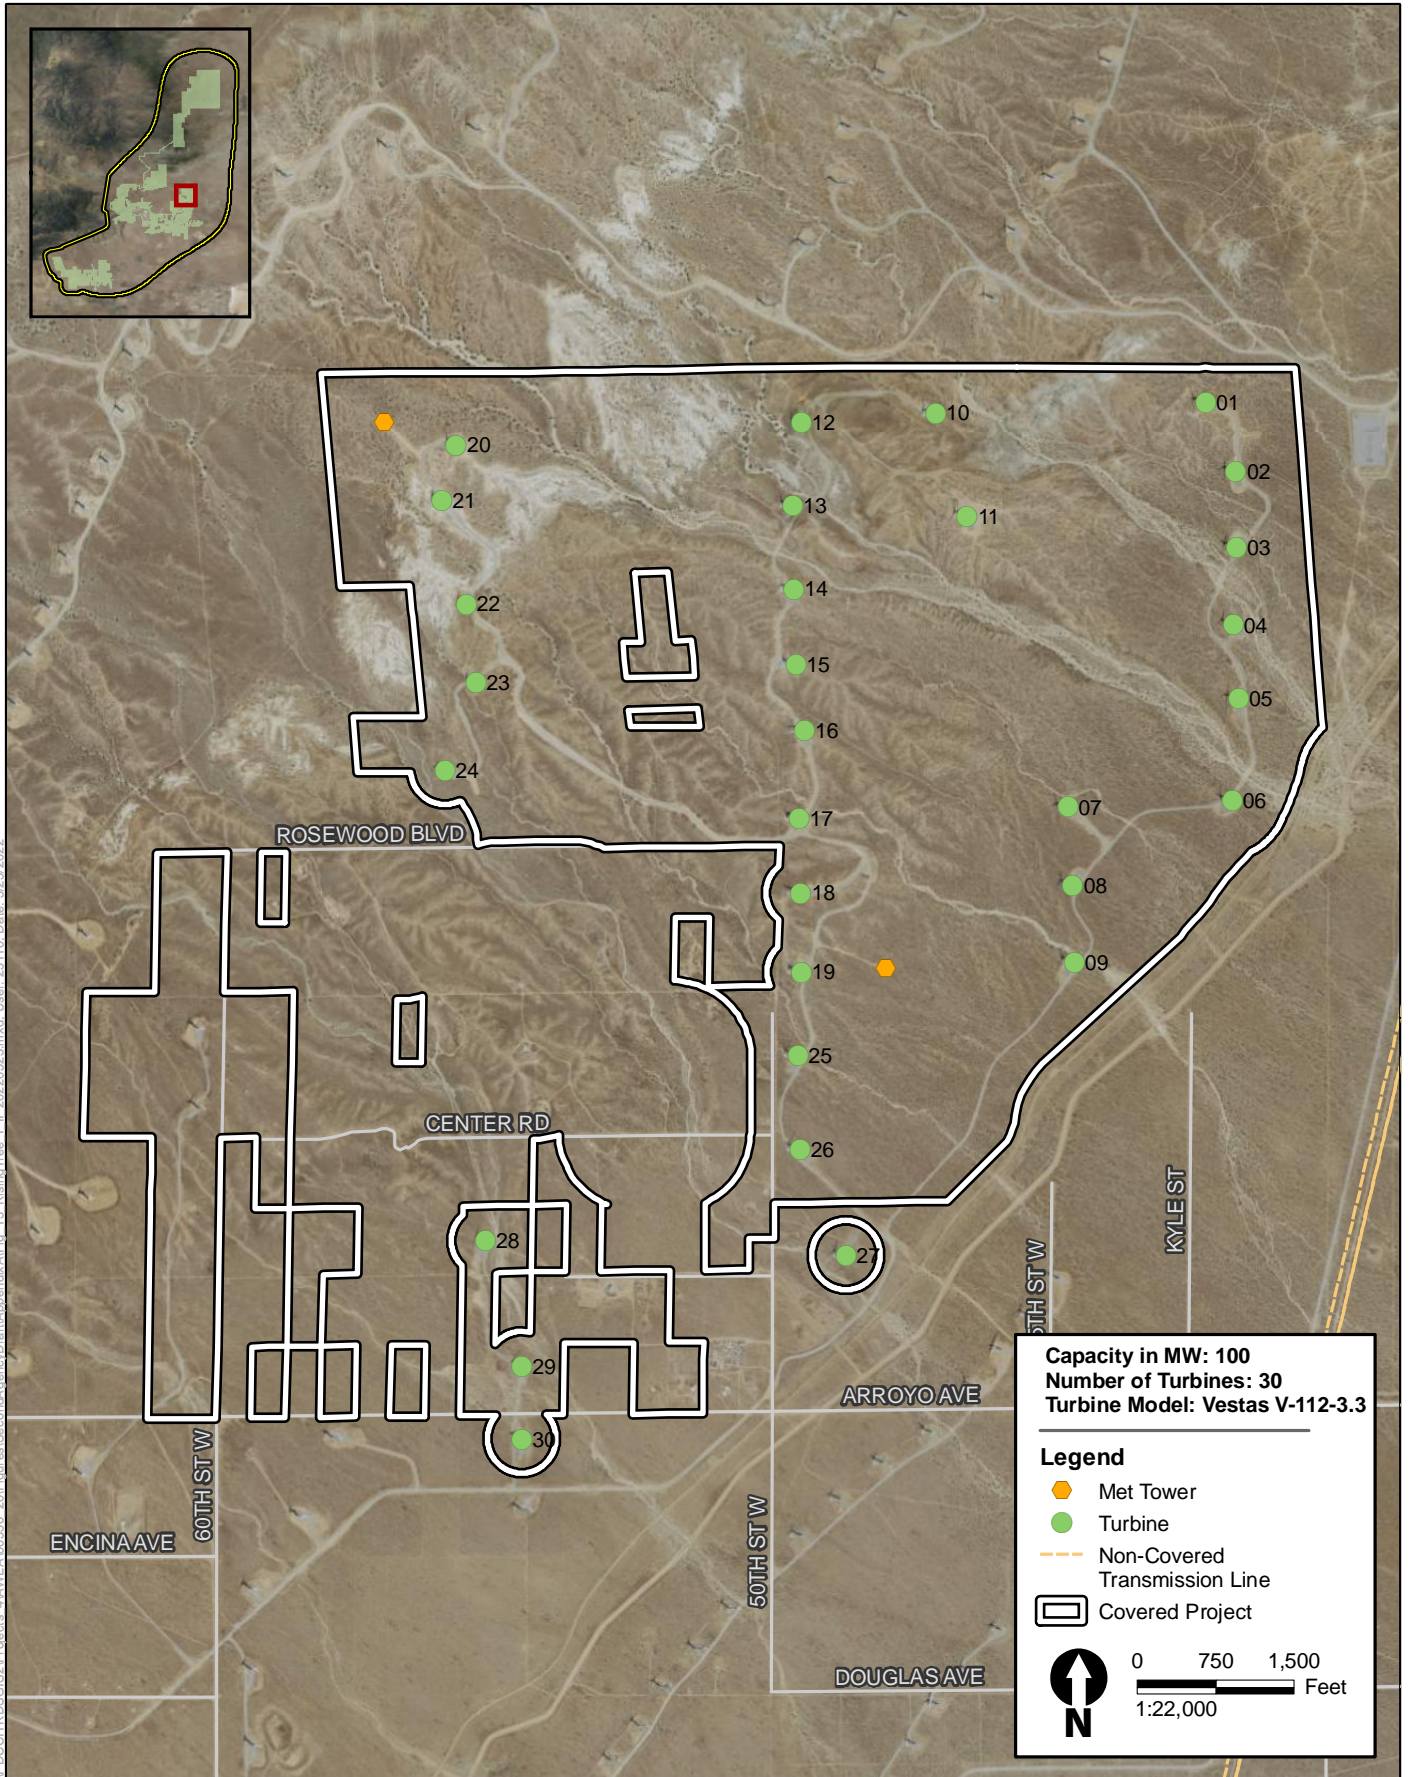 20
21
22
23
24
12
13
14
15
16
17
18
19
25
26
27
10
11
01
02
03
04
05
06
07
08
09
28
29
30
ROSEWOOD BLVD
CENTER RD
ARROYO AVE
ENCINA AVE
DOUGLAS AVE
60TH ST W
50TH ST W
5TH ST W
KYLE ST
Capacity in MW: 100
Number of Turbines: 30
Turbine Model: Vestas V-112-3.3
Legend
Met Tower
Turbine
Non-Covered
Transmission Line
Covered Project
0 750 1,500
Feet
1:22,000
N